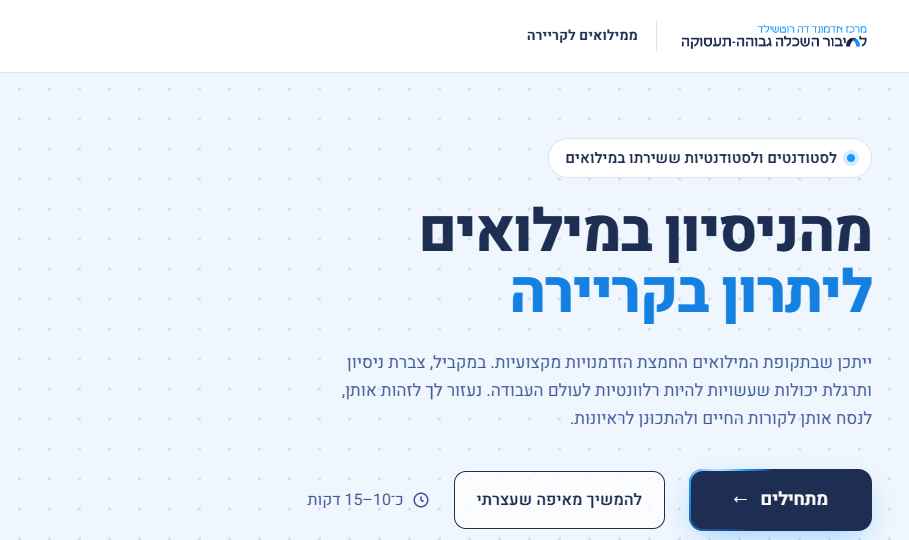 מרכז אדמונד דה רוטשילד
לחיבור השכלה גבוהה-תעסוקה
ממילואים לקריירה
לסטודנטים ולסטודנטיות ששירתו במילואים
מהניסיון במילואים
ליתרון בקריירה
ייתכן שבתקופת המילואים החמצת הזדמנויות מקצועיות. במקביל, צברת ניסיון
ותרגלת יכולות שעשויות להיות רלוונטיות לעולם העבודה. נעזור לך לזהות אותן,
לנסח אותן לקורות החיים ולהתכונן לראיונות.
מתחילים ←
להמשיך מאיפה שעצרתי
כ־10–15 דקות